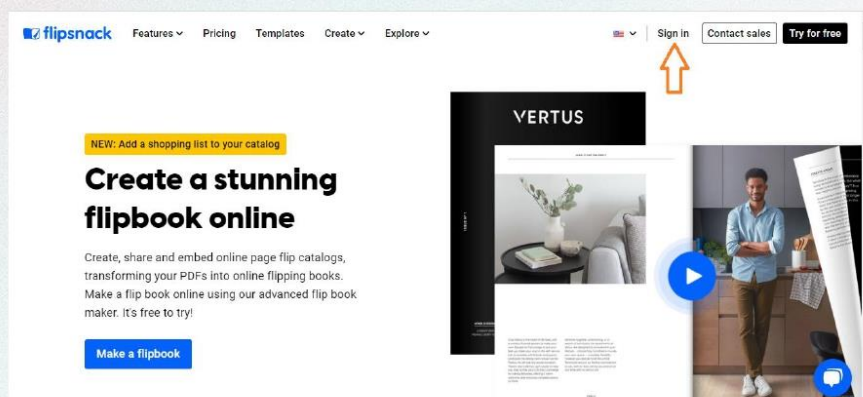 flipsnack Features Pricing Templates Create Explore Sign in Contact sales Try for free
NEW: Add a shopping list to your catalog
Create a stunning
flipbook online
Create, share and embed online page flip catalogs,
transforming your PDFs into online flipping books.
Make a flip book online using our advanced flip book
maker. It's free to try!
Make a flipbook
VERTUS